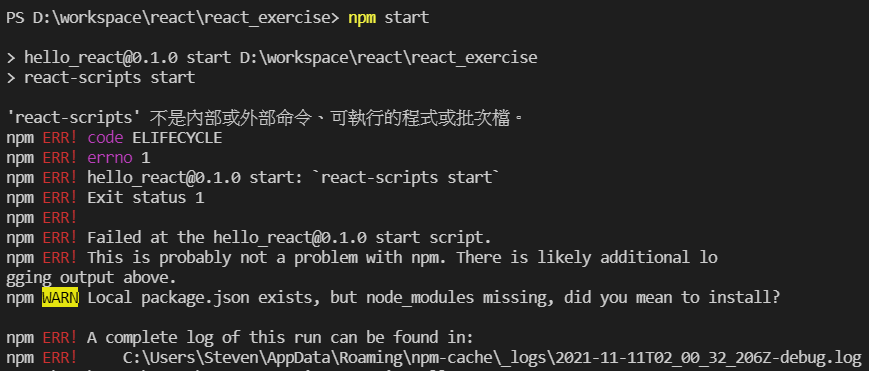 PS D:\workspace\react\react_exercise> npm start
> hello_react@0.1.0 start D:\workspace\react\react_exercise
> react-scripts start
'react-scripts' 不是內部或外部命令、可執行的程式或批次檔。
npm ERR! code ELIFECYCLE
npm ERR! errno 1
npm ERR! hello_react@0.1.0 start: `react-scripts start`
npm ERR! Exit status 1
npm ERR!
npm ERR! Failed at the hello_react@0.1.0 start script.
npm ERR! This is probably not a problem with npm. There is likely additional lo
gging output above.
npm WARN Local package.json exists, but node_modules missing, did you mean to install?
npm ERR! A complete log of this run can be found in:
npm ERR!     C:\Users\Steven\AppData\Roaming\npm-cache\_logs\2021-11-11T02_00_32_206Z-debug.log